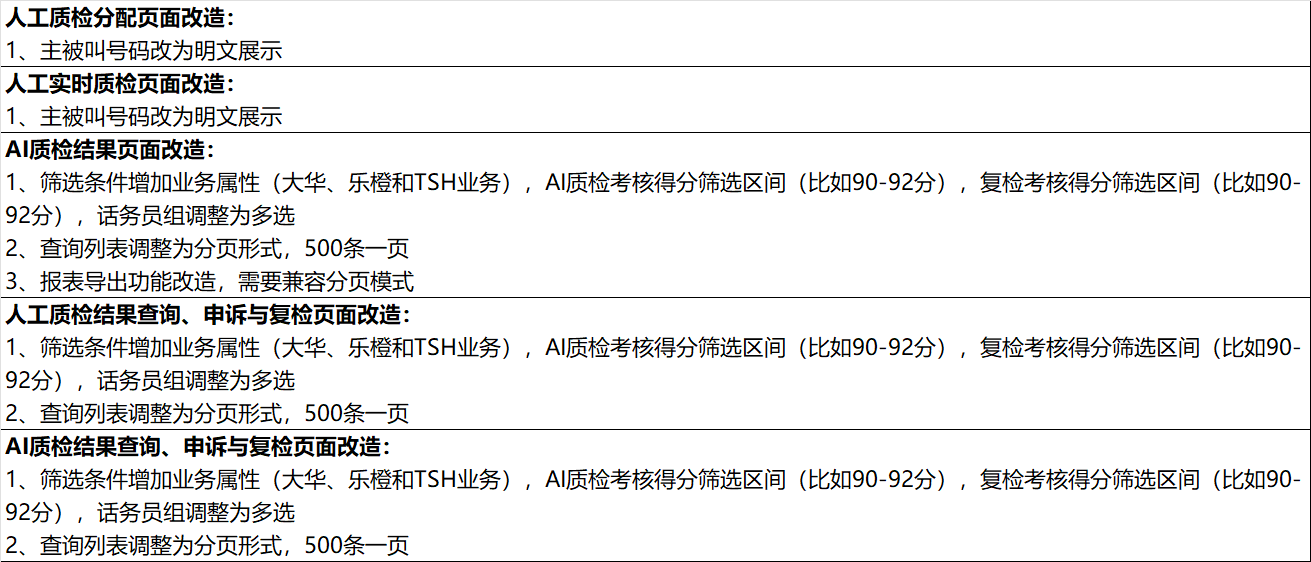 人工质检分配页面改造：
1、主被叫号码改为明文展示
人工实时质检页面改造：
1、主被叫号码改为明文展示
AI质检结果页面改造：
1、筛选条件增加业务属性（大华、乐橙和TSH业务），AI质检考核得分筛选区间（比如90-92分），复检考核得分筛选区间（比如90-
92分），话务员组调整为多选
2、查询列表调整为分页形式，500条一页
3、报表导出功能改造，需要兼容分页模式
人工质检结果查询、申诉与复检页面改造：
1、筛选条件增加业务属性（大华、乐橙和TSH业务），AI质检考核得分筛选区间（比如90-92分），复检考核得分筛选区间（比如90-
92分），话务员组调整为多选
2、查询列表调整为分页形式，500条一页
AI质检结果查询、申诉与复检页面改造：
1、筛选条件增加业务属性（大华、乐橙和TSH业务），AI质检考核得分筛选区间（比如90-92分），复检考核得分筛选区间（比如90-
92分），话务员组调整为多选
2、查询列表调整为分页形式，500条一页